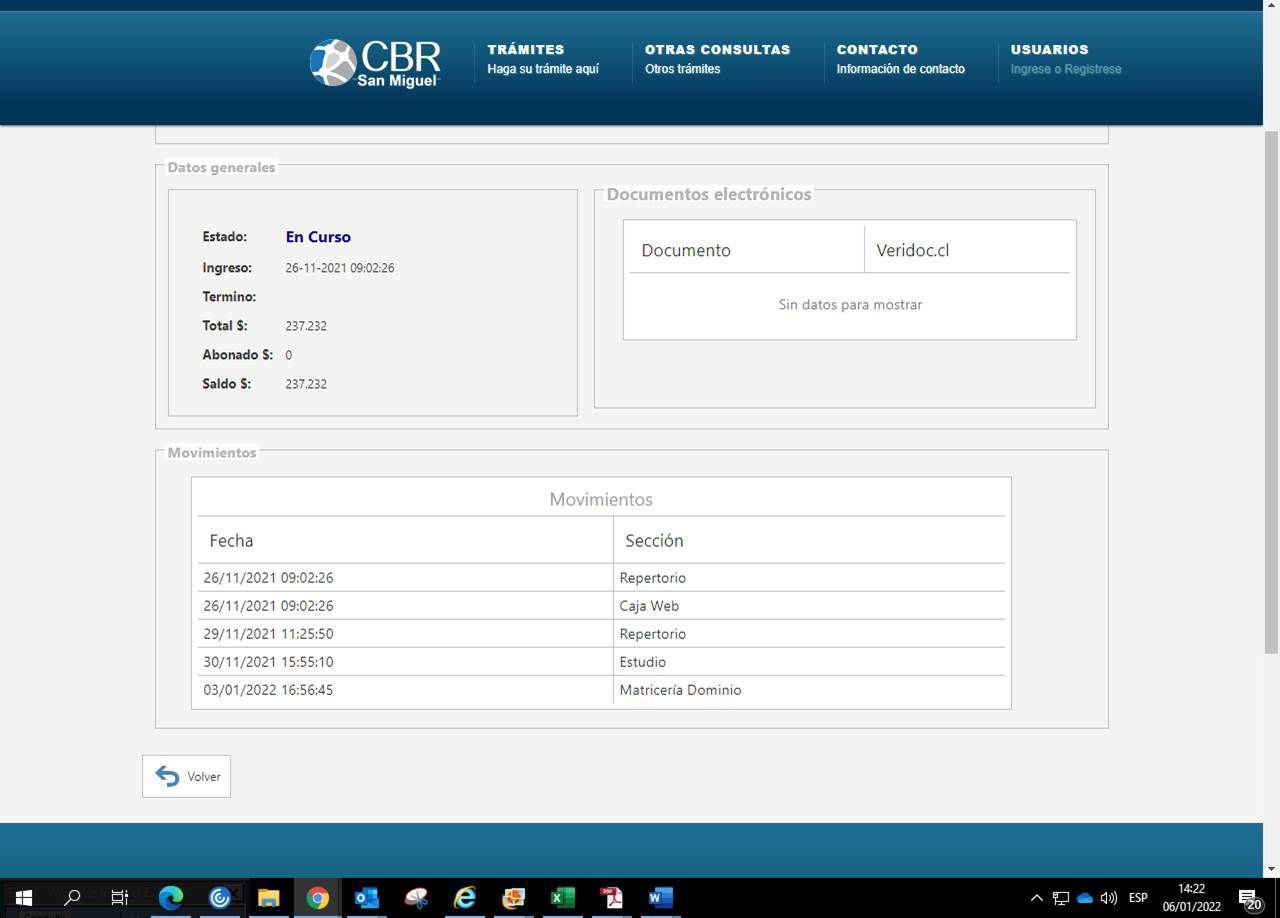 CBR
San Miguel
TRÁMITES
Haga su trámite aquí
OTRAS CONSULTAS
Otros trámites
CONTACTO
Información de contacto
USUARIOS
Ingrese o Registrese
Datos generales
Estado: En Curso
Ingreso: 26-11-2021 09:02:26
Termino:
Total $: 237.232
Abonado $: 0
Saldo $: 237.232
Documentos electrónicos
Documento Veridoc.cl
Sin datos para mostrar
Movimientos
Movimientos
Fecha Sección
26/11/2021 09:02:26 Repertorio
26/11/2021 09:02:26 Caja Web
29/11/2021 11:25:50 Repertorio
30/11/2021 15:55:10 Estudio
03/01/2022 16:56:45 Matricería Dominio
Volver
ESP
14:22
06/01/2022
20